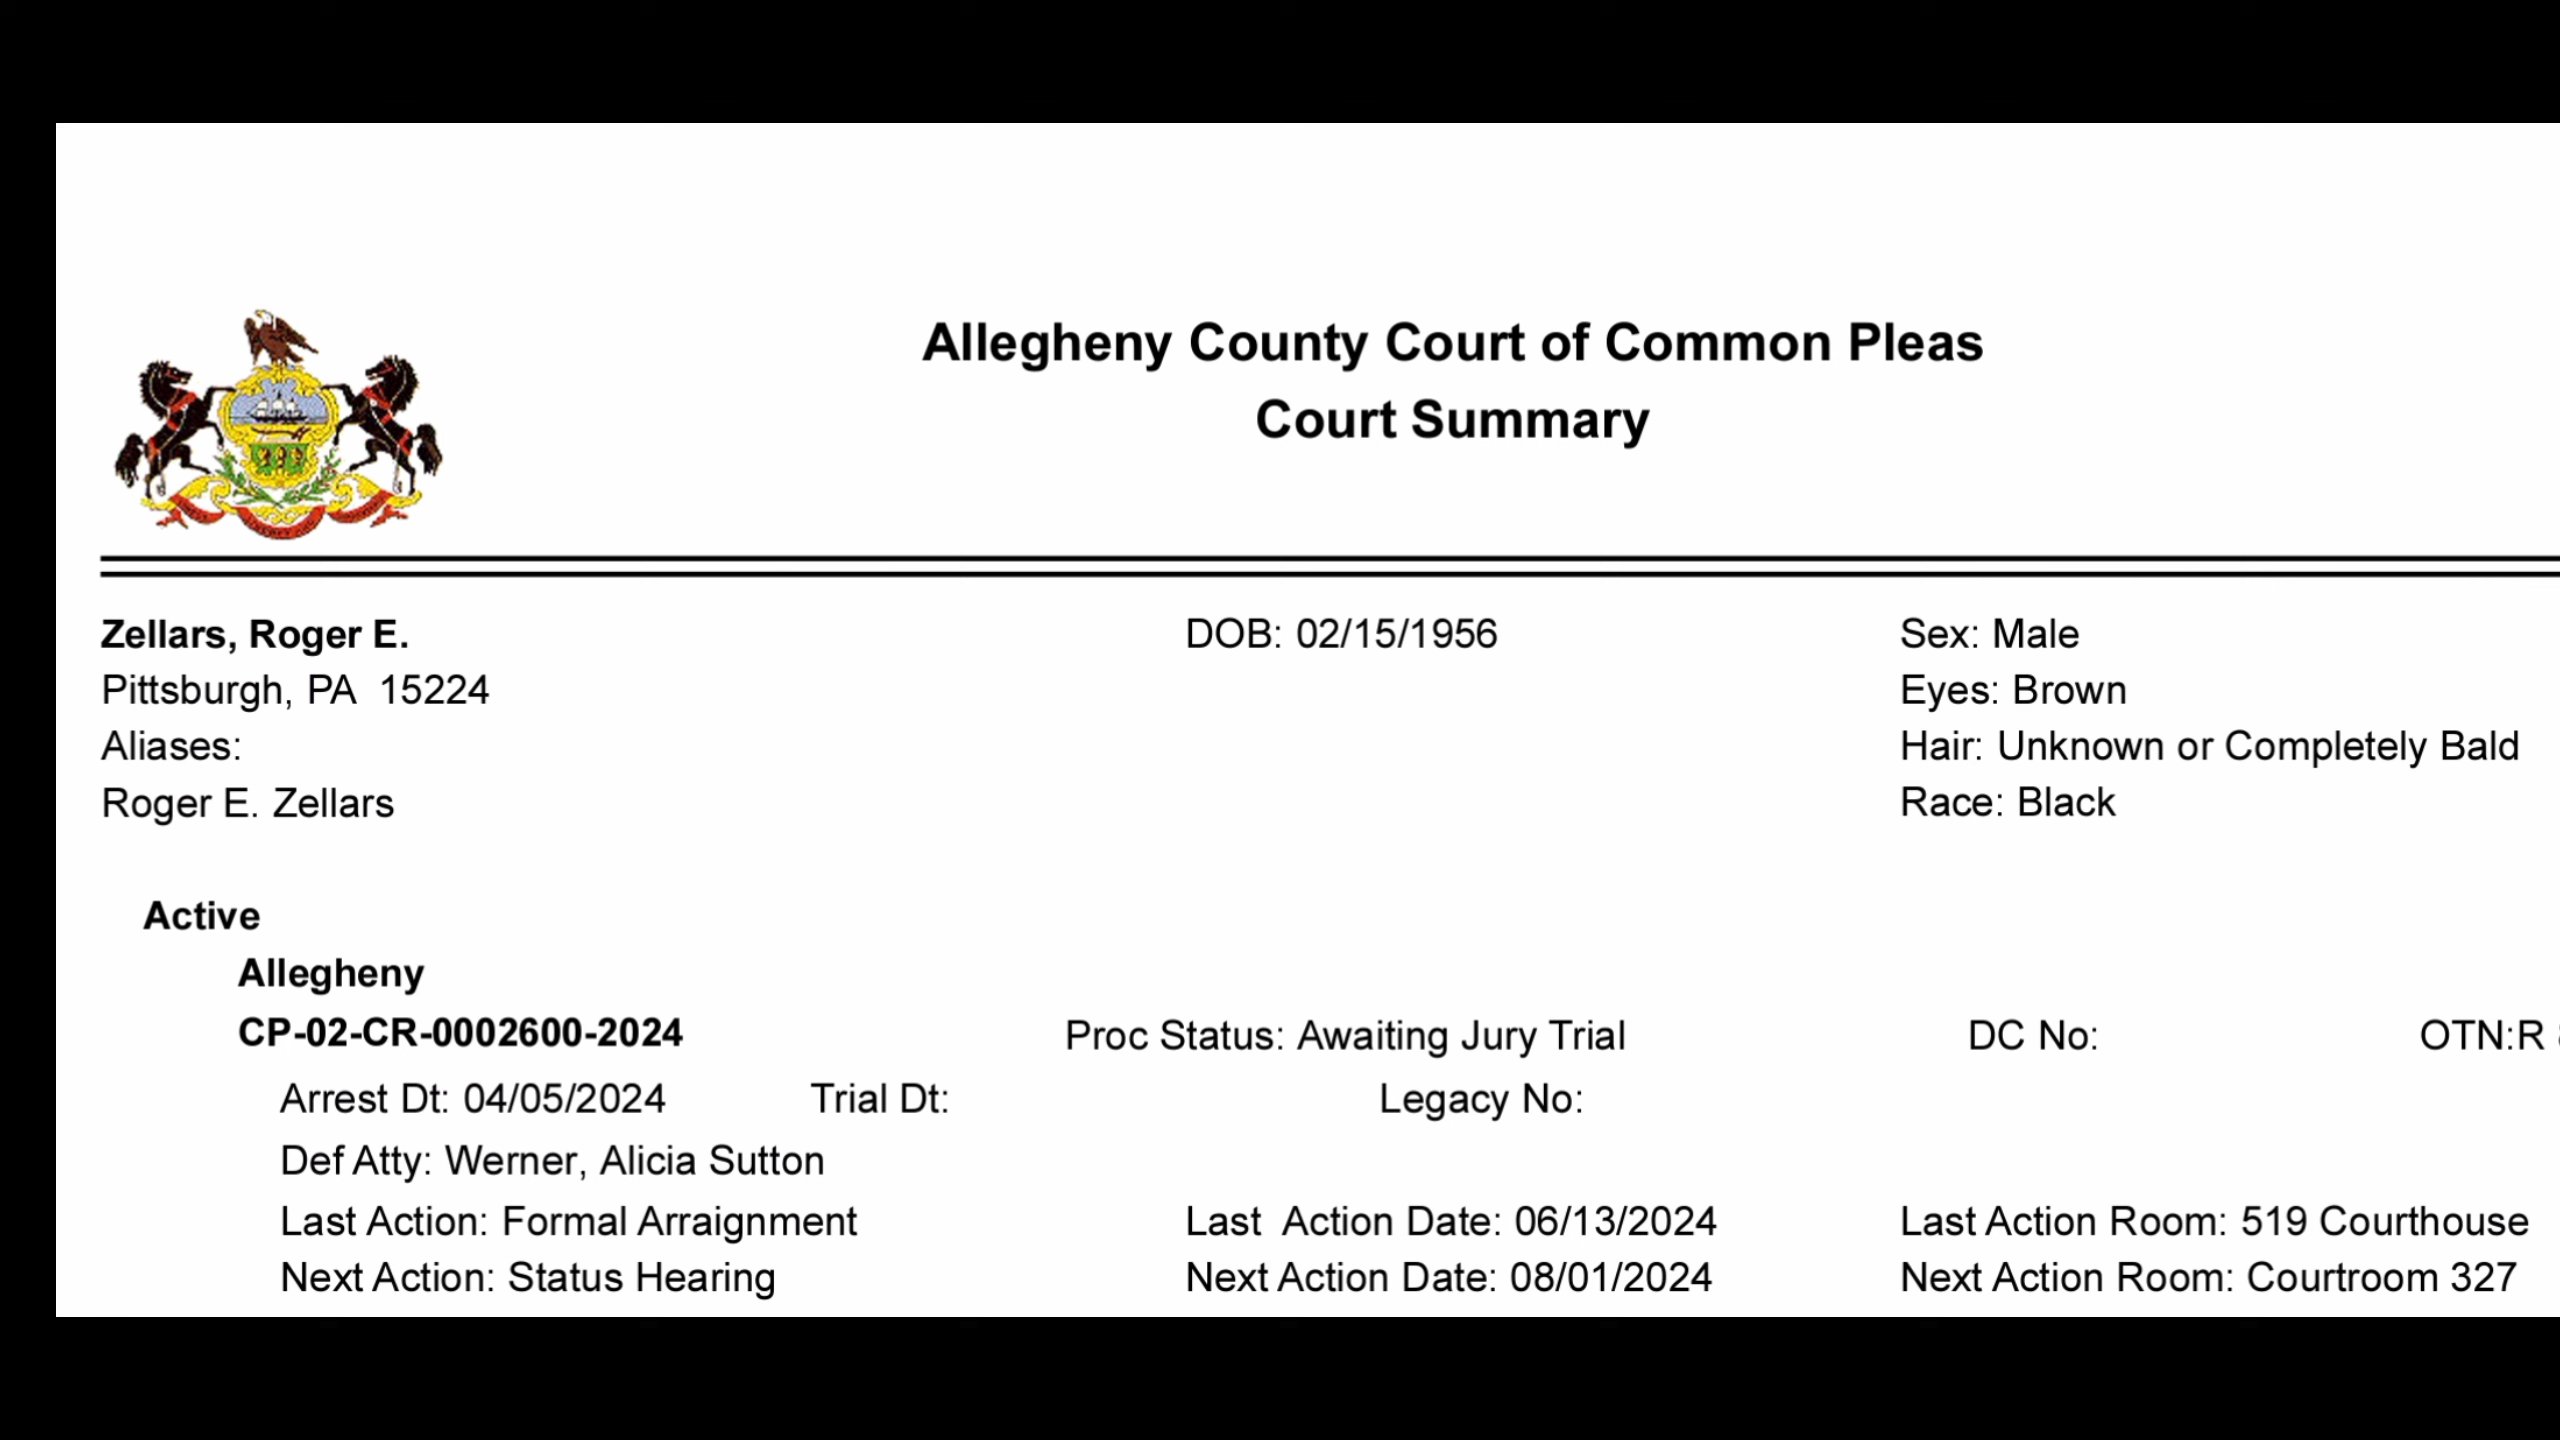 Allegheny County Court of Common Pleas
Court Summary
Zellars, Roger E. DOB: 02/15/1956 Sex: Male
Pittsburgh, PA 15224 Eyes: Brown
Aliases: Hair: Unknown or Completely Bald
Roger E. Zellars Race: Black
Active
Allegheny
CP-02-CR-0002600-2024 Proc Status: Awaiting Jury Trial DC No: OTN:R
Arrest Dt: 04/05/2024 Trial Dt: Legacy No:
Def Atty: Werner, Alicia Sutton
Last Action: Formal Arraignment Last Action Date: 06/13/2024 Last Action Room: 519 Courthouse
Next Action: Status Hearing Next Action Date: 08/01/2024 Next Action Room: Courtroom 327